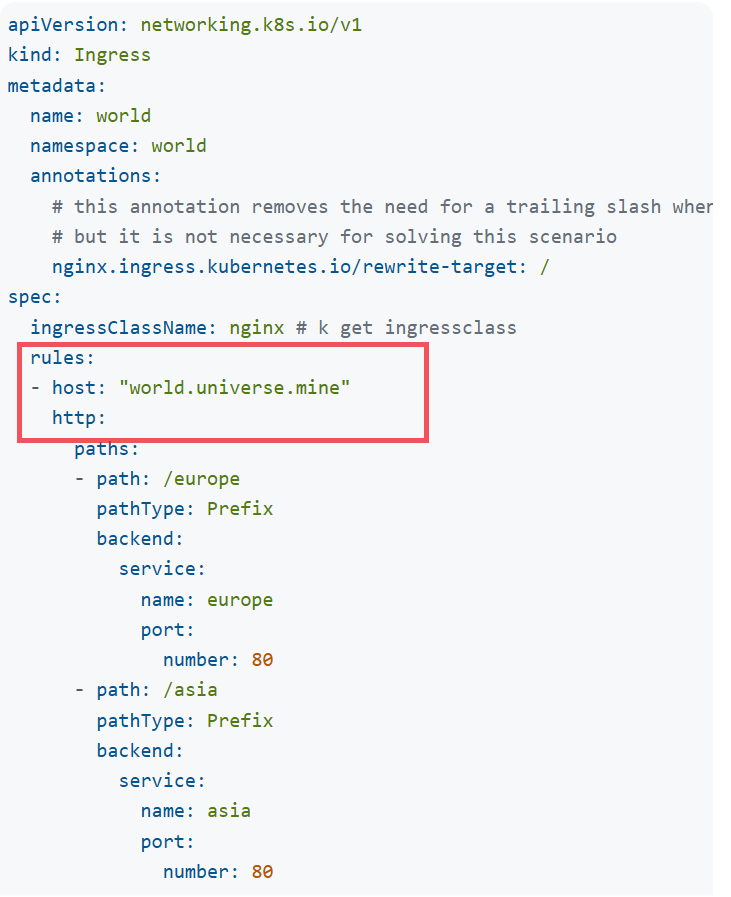 apiVersion: networking.k8s.io/v1
kind: Ingress
metadata:
  name: world
  namespace: world
  annotations:
    # this annotation removes the need for a trailing slash
    # but it is not necessary for solving this scenario
    nginx.ingress.kubernetes.io/rewrite-target: /
spec:
  ingressClassName: nginx # k get ingressclass
  rules:
  - host: "world.universe.mine"
    http:
      paths:
      - path: /europe
        pathType: Prefix
        backend:
          service:
            name: europe
            port:
              number: 80
      - path: /asia
        pathType: Prefix
        backend:
          service:
            name: asia
            port:
              number: 80